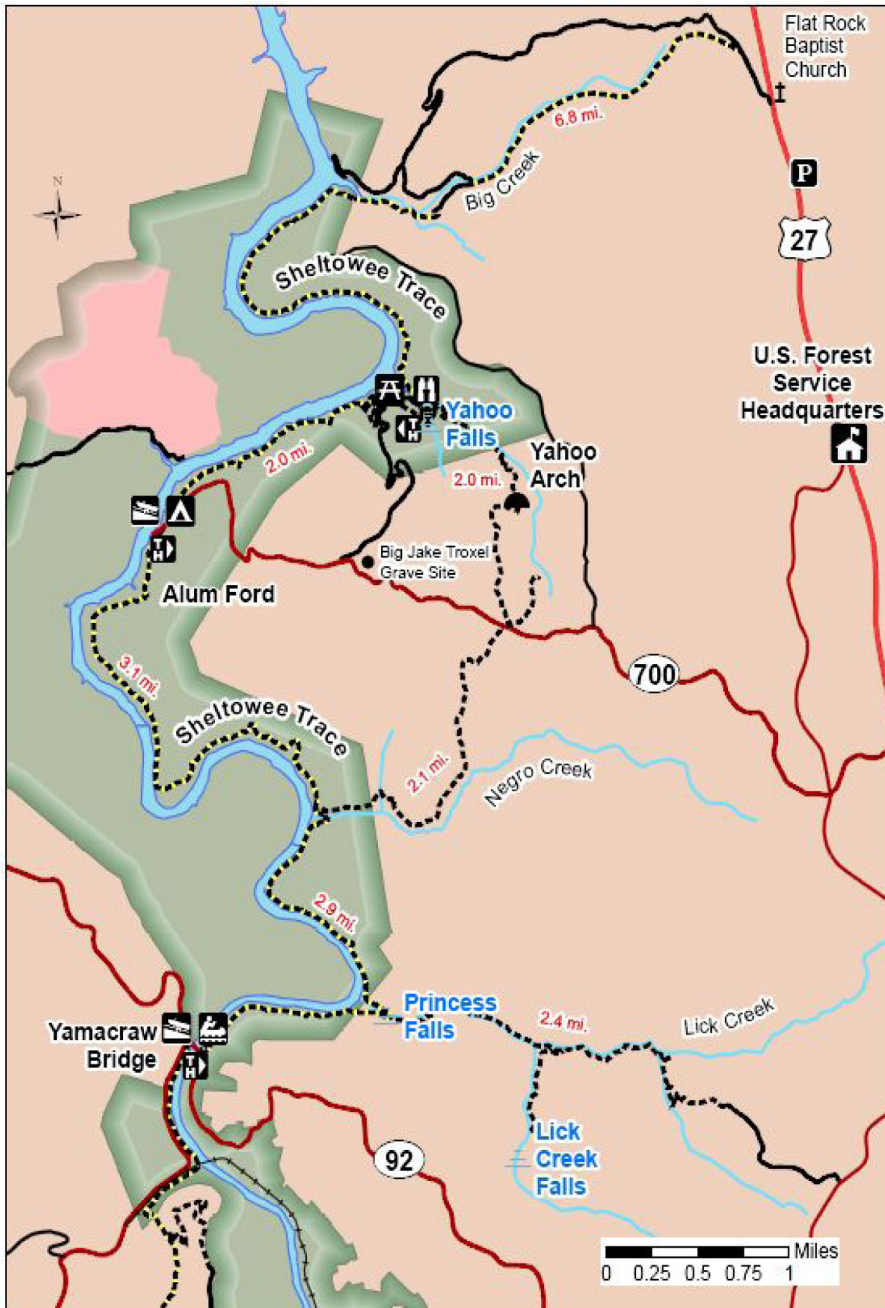 Flat Rock
Baptist
Church
6.8 mi.
Big Creek
P
N
27
Sheltowee Trace
U.S. Forest
Service
Headquarters
Yahoo
Falls
TH
Yahoo
Arch
2.0 mi.
2.0 mi.
Big Jake Troxel
Grave Site
TH
Alum Ford
700
3.1 mi.
Sheltowee Trace
2.1 mi.
Negro Creek
2.9 mi.
Princess
Falls
2.4 mi.
Lick Creek
Yamacraw
Bridge
TH
92
Lick
Creek
Falls
Miles
0 0.25 0.5 0.75 1